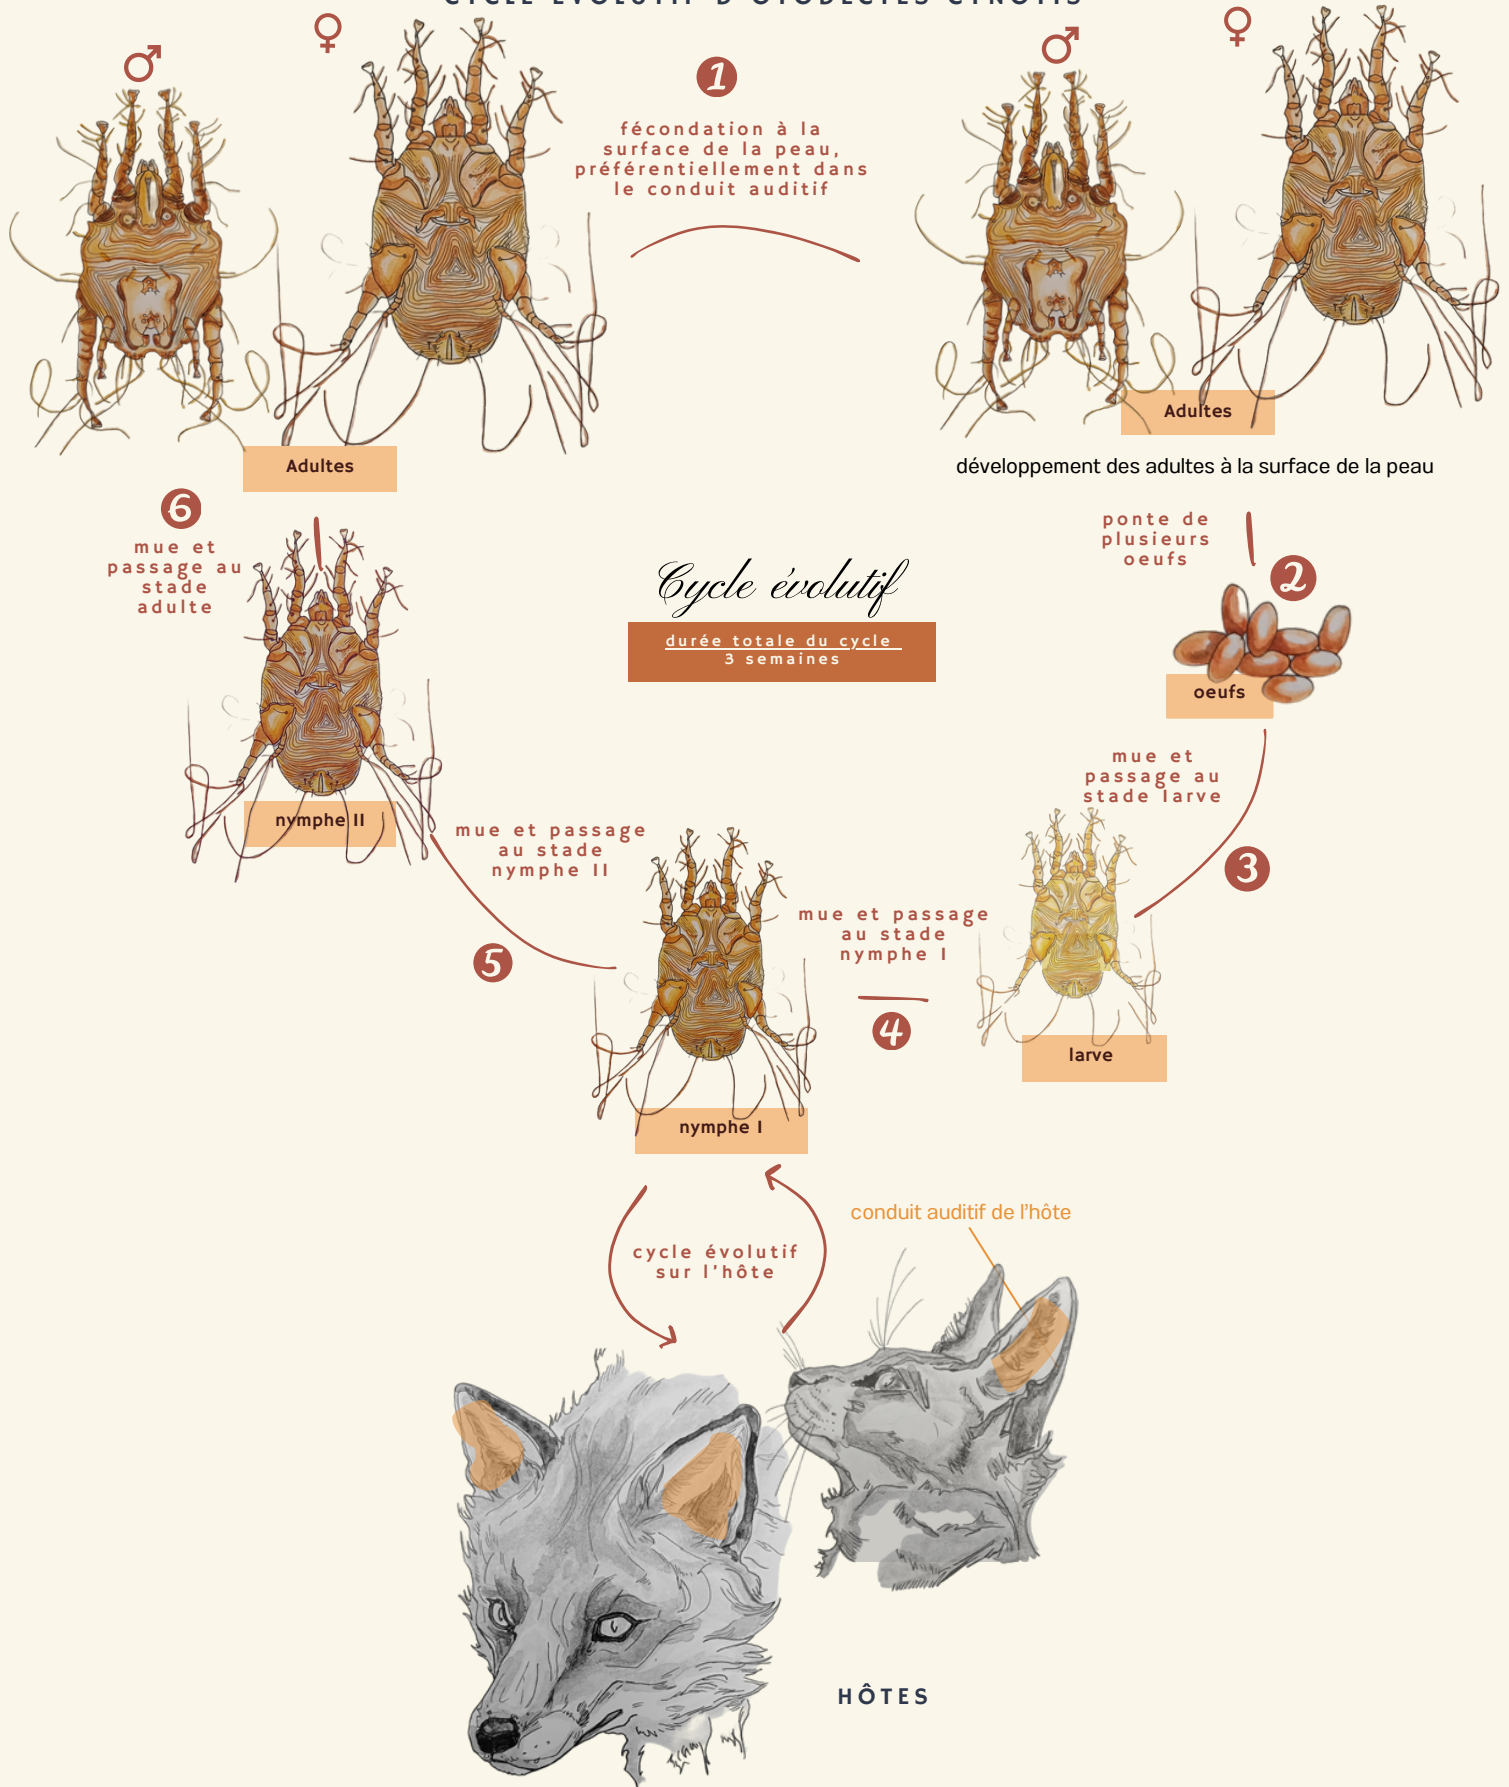 CYCLE ÉVOLUTIF D'OTODECTES CYNOTIS
♂
♀
1
fécondation à la
surface de la peau,
préférentiellement dans
le conduit auditif
♂
♀
Adultes
Adultes
développement des adultes à la surface de la peau
6
mue et
passage au
stade
adulte
ponte de
plusieurs
oeufs
2
Cycle évolutif
durée totale du cycle
3 semaines
oeufs
mue et
passage au
stade larve
3
nymphe II
mue et passage
au stade
nymphe II
5
mue et passage
au stade
nymphe I
4
larve
nymphe I
cycle évolutif
sur l'hôte
conduit auditif de l'hôte
HÔTES